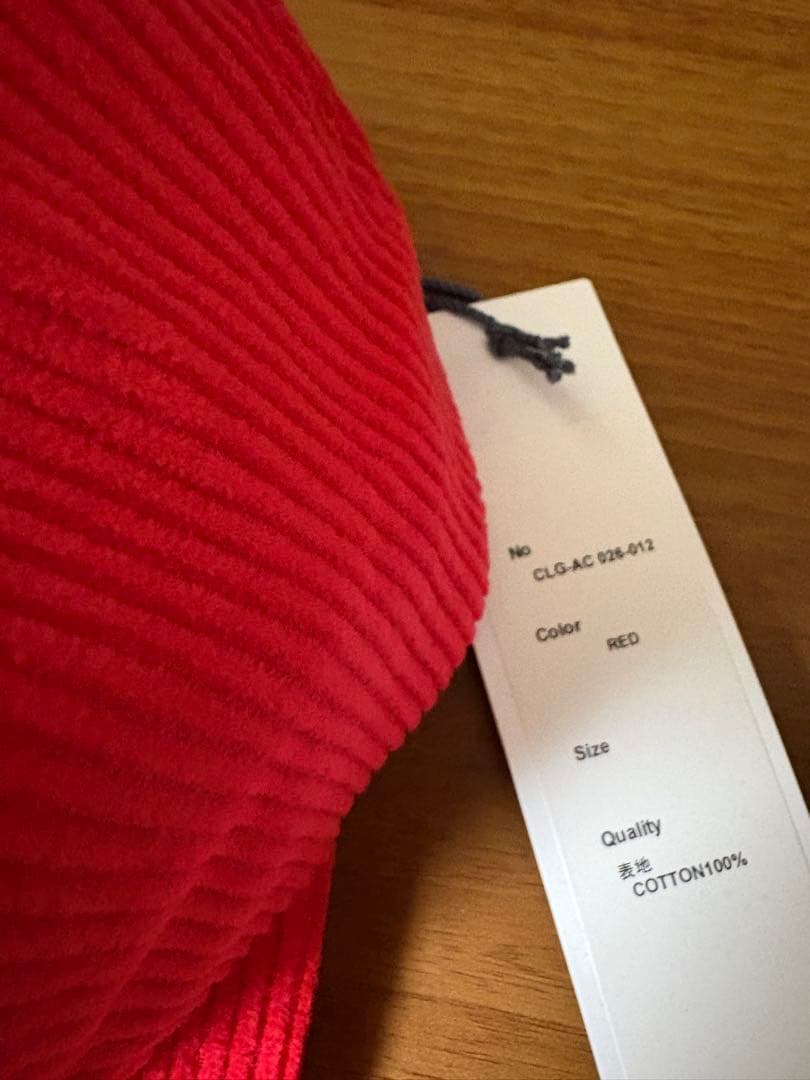 No
CLG-AC 026-012
Color
RED
Size
Quality
表地
COTTON100%